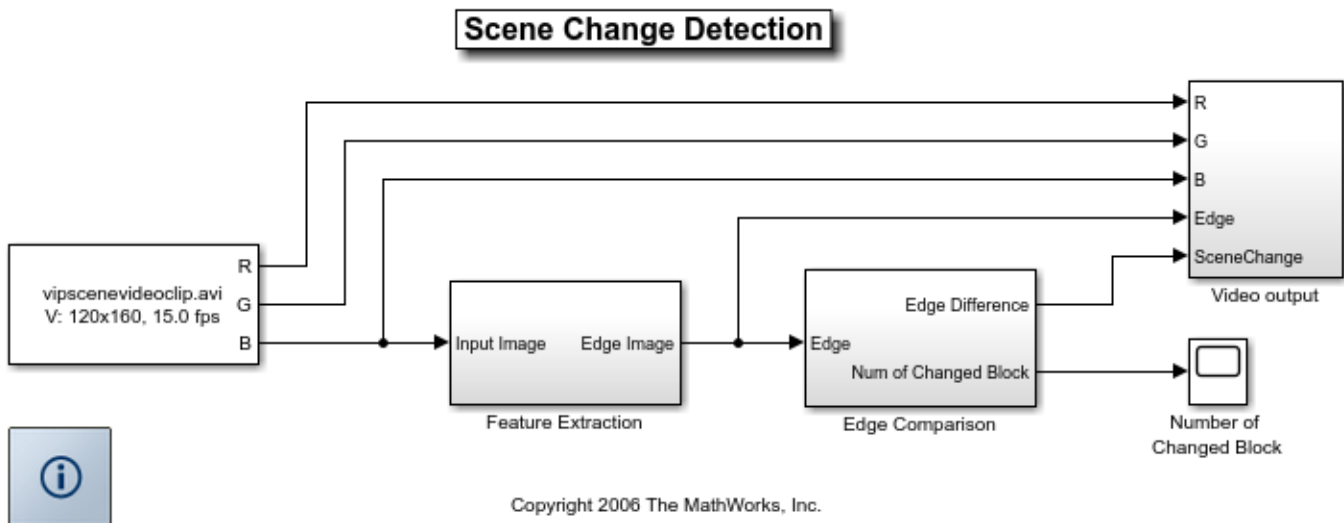 Scene Change Detection
R
G
B
Edge
SceneChange
Video output
vipscenevideoclip.avi
V: 120x160, 15.0 fps
R
G
B
Input Image
Edge Image
Feature Extraction
Edge
Edge Difference
Num of Changed Block
Edge Comparison
Number of
Changed Block
i
Copyright 2006 The MathWorks, Inc.